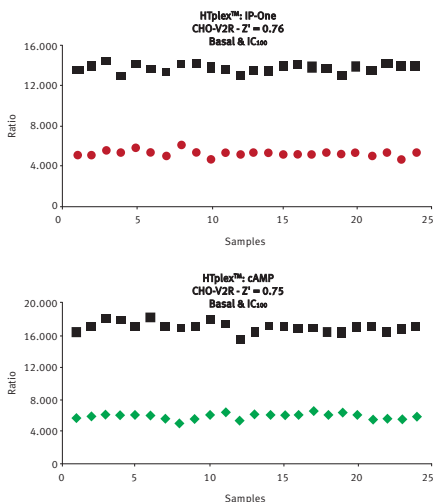 HTplex™: IP-One
CHO-V2R - Z' = 0.76
Basal & IC₁₀₀
16.000
12.000
8.000
4.000
0
Ratio
0
5
10
15
20
25
Samples
HTplex™: cAMP
CHO-V2R - Z' = 0.75
Basal & IC₁₀₀
20.000
16.000
12.000
8.000
4.000
0
Ratio
0
5
10
15
20
25
Samples